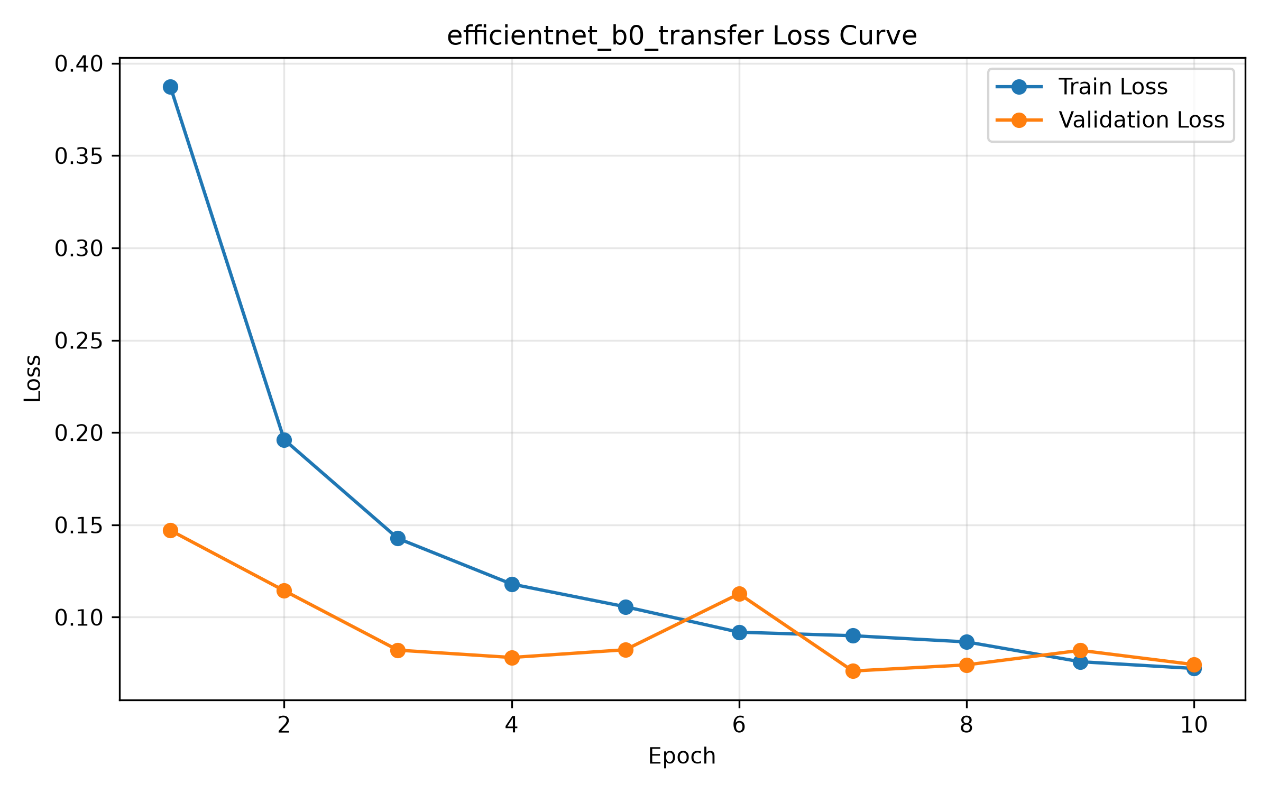 efficientnet_b0_transfer Loss Curve
Train Loss
Validation Loss
Loss
0.40
0.35
0.30
0.25
0.20
0.15
0.10
2 4 6 8 10
Epoch